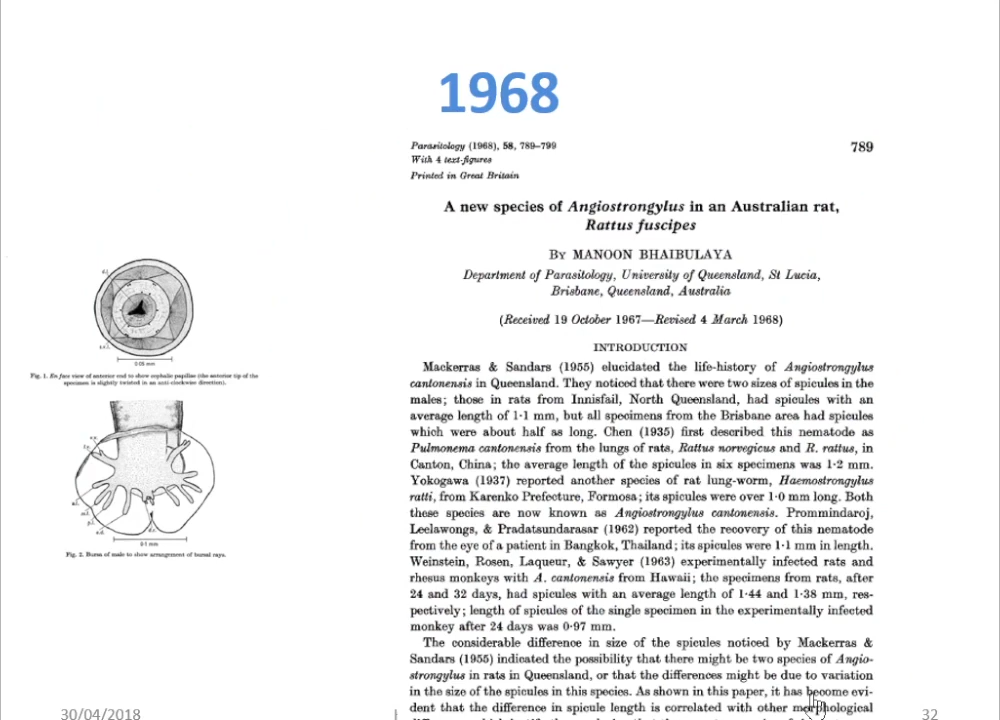 1968
Parasitology (1968), 58, 789–799
With 4 text-figures
Printed in Great Britain
789
A new species of Angiostrongylus in an Australian rat,
Rattus fuscipes
By MANOON BHAIBULAYA
Department of Parasitology, University of Queensland, St Lucia,
Brisbane, Queensland, Australia
(Received 19 October 1967—Revised 4 March 1968)
INTRODUCTION
Mackerras & Sandars (1955) elucidated the life-history of Angiostrongylus
cantonensis in Queensland. They noticed that there were two sizes of spicules in the
males; those in rats from Innisfail, North Queensland, had spicules with an
average length of 1·1 mm, but all specimens from the Brisbane area had spicules
which were about half as long. Chen (1935) first described this nematode as
Pulmonema cantonensis from the lungs of rats, Rattus norvegicus and R. rattus, in
Canton, China; the average length of the spicules in six specimens was 1·2 mm.
Yokogawa (1937) reported another species of rat lung-worm, Haemostrongylus
ratti, from Karenko Prefecture, Formosa; its spicules were over 1·0 mm long. Both
these species are now known as Angiostrongylus cantonensis. Prommindaroj,
Leelawongs, & Pradatsundarasar (1962) reported the recovery of this nematode
from the eye of a patient in Bangkok, Thailand; its spicules were 1·1 mm in length.
Weinstein, Rosen, Laqueur, & Sawyer (1963) experimentally infected rats and
rhesus monkeys with A. cantonensis from Hawaii; the specimens from rats, after
24 and 32 days, had spicules with an average length of 1·44 and 1·38 mm, res-
pectively; length of spicules of the single specimen in the experimentally infected
monkey after 24 days was 0·97 mm.
The considerable difference in size of the spicules noticed by Mackerras &
Sandars (1955) indicated the possibility that there might be two species of Angio-
strongylus in rats in Queensland, or that the differences might be due to variation
in the size of the spicules in this species. As shown in this paper, it has become evi-
dent that the difference in spicule length is correlated with other morphological
0·05 mm
Fig. 1. En face view of anterior end to show cephalic papillae (the anterior tip of the
specimen is slightly twisted in an anti-clockwise direction).
0·1 mm
Fig. 2. Bursa of male to show arrangement of bursal rays.
30/04/2018
32